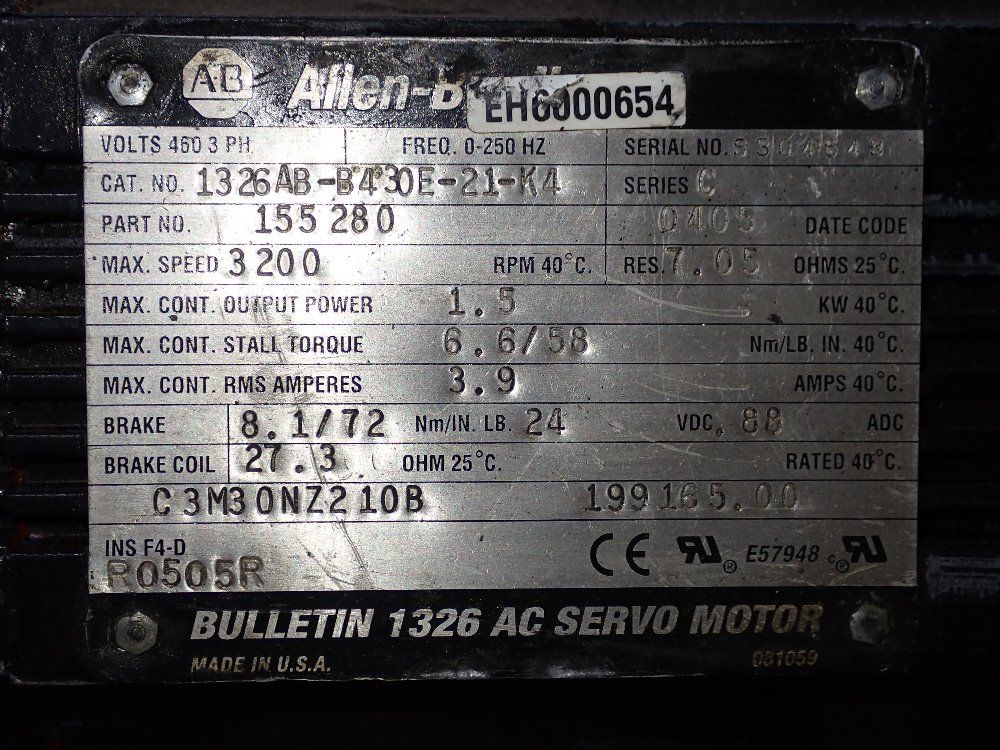 AB Allen-B
EH6000654
VOLTS 460 3 PH FREQ. 0-250 HZ SERIAL NO.
CAT. NO. 1326AB-B430E-21-K4 SERIES C
PART NO. 155280 0405 DATE CODE
MAX. SPEED 3200 RPM 40°C. RES. 7.05 OHMS 25°C.
MAX. CONT. OUTPUT POWER 1.5 KW 40°C.
MAX. CONT. STALL TORQUE 6.6/58 Nm/LB. IN. 40°C.
MAX. CONT. RMS AMPERES 3.9 AMPS 40°C.
BRAKE 8.1/72 Nm/IN. LB. 24 VDC .88 ADC
BRAKE COIL 27.3 OHM 25°C. RATED 40°C.
C3M30NZ210B 199165.00
INS F4-D
R0505R CE RU® E57948 c RU®
BULLETIN 1326 AC SERVO MOTOR
MADE IN U.S.A. 081059